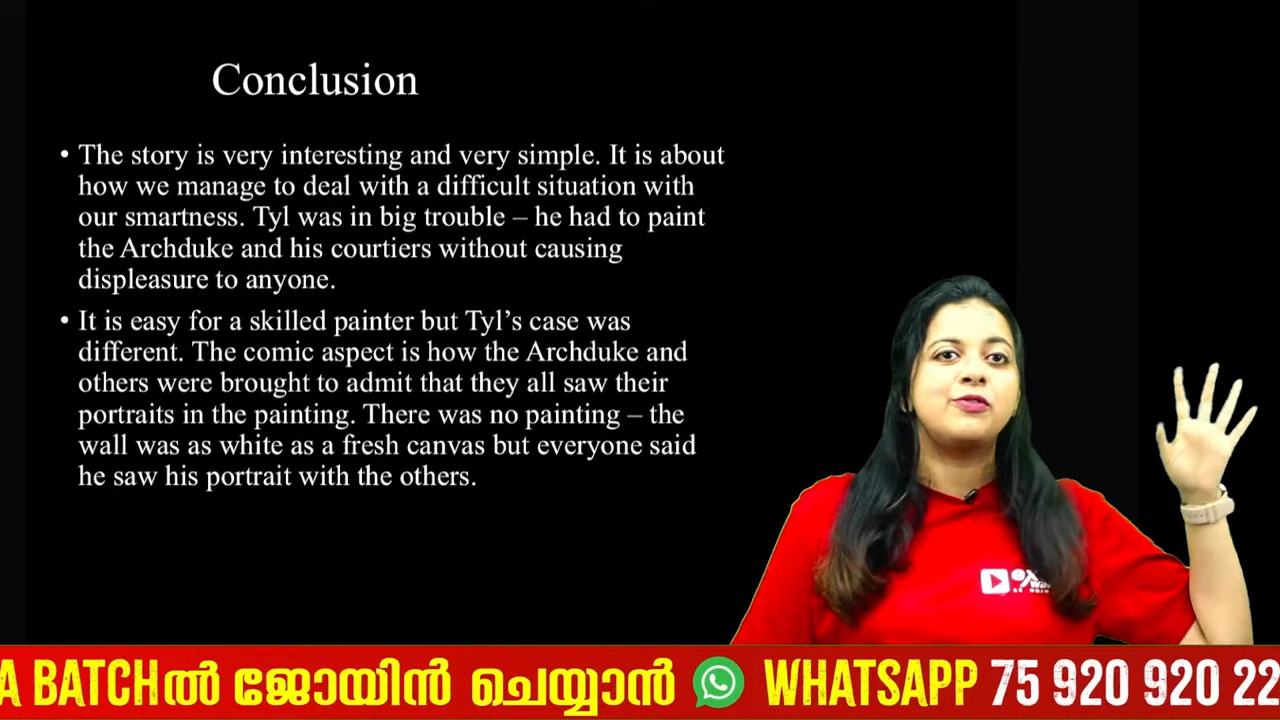 Conclusion
• The story is very interesting and very simple. It is about
how we manage to deal with a difficult situation with
our smartness. Tyl was in big trouble – he had to paint
the Archduke and his courtiers without causing
displeasure to anyone.
• It is easy for a skilled painter but Tyl’s case was
different. The comic aspect is how the Archduke and
others were brought to admit that they all saw their
portraits in the painting. There was no painting – the
wall was as white as a fresh canvas but everyone said
he saw his portrait with the others.
A BATCHൽ ജോയിൻ ചെയ്യാൻ WHATSAPP 75 920 920 22